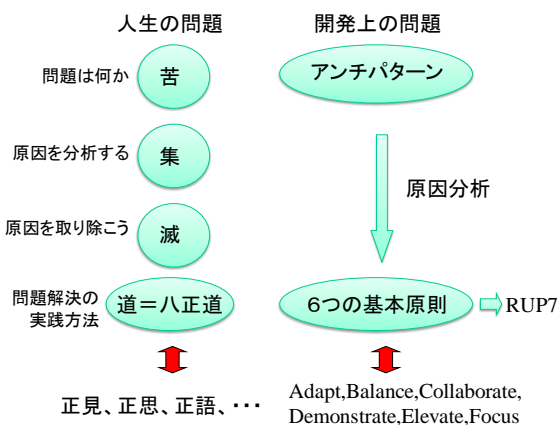 人生の問題
開発上の問題
問題は何か
苦
アンチパターン
原因を分析する
集
原因分析
原因を取り除こう
滅
問題解決の
実践方法
道＝八正道
６つの基本原則
RUP7
正見、正思、正語、・・・
Adapt,Balance,Collaborate,
Demonstrate,Elevate,Focus